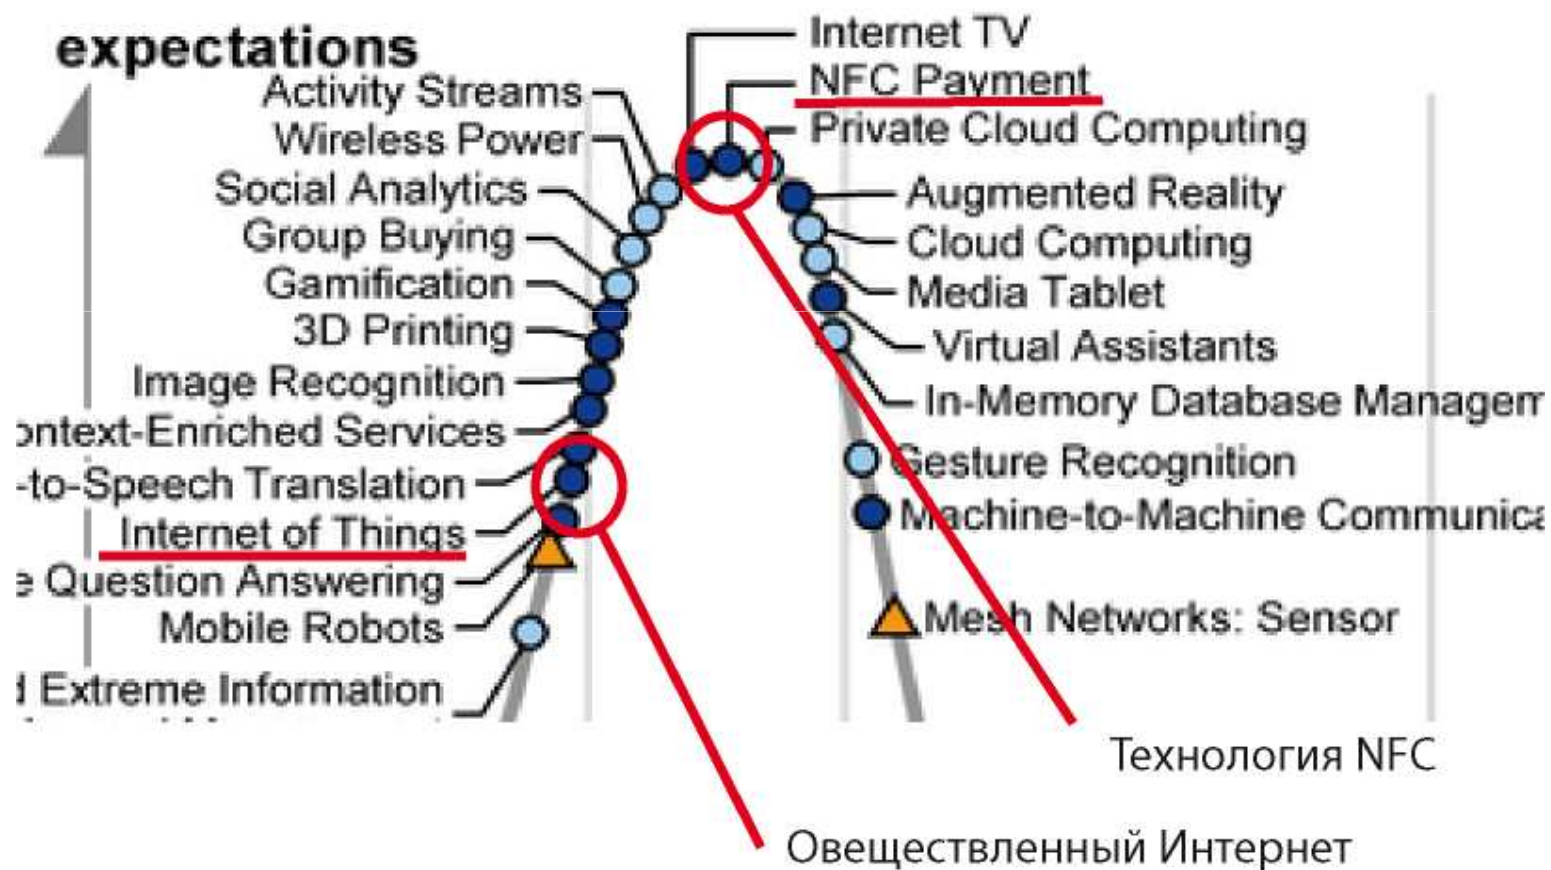 expectations
Activity Streams
Wireless Power
Social Analytics
Group Buying
Gamification
3D Printing
Image Recognition
ontext-Enriched Services
-to-Speech Translation
Internet of Things
e Question Answering
Mobile Robots
d Extreme Information
Internet TV
NFC Payment
Private Cloud Computing
Augmented Reality
Cloud Computing
Media Tablet
Virtual Assistants
In-Memory Database Managem
Gesture Recognition
Machine-to-Machine Communica
Mesh Networks: Sensor
Технология NFC
Овеществленный Интернет